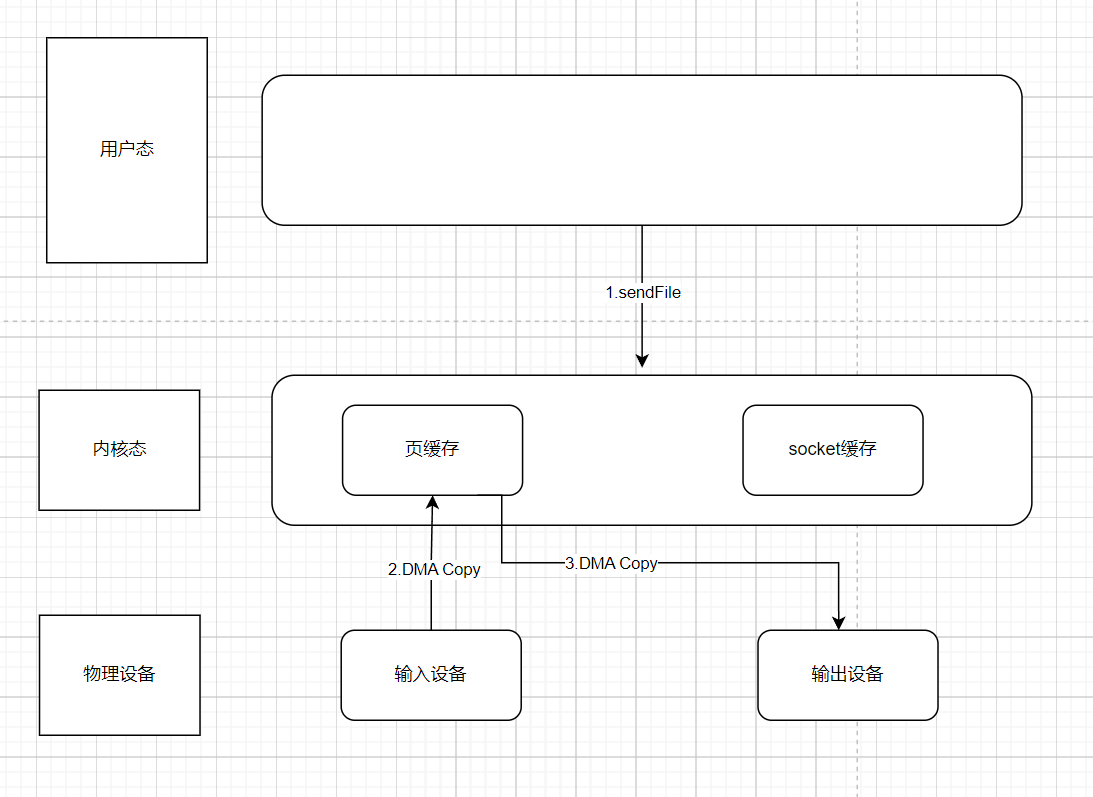 用户态
1.sendFile
内核态
页缓存
socket缓存
2.DMA Copy
3.DMA Copy
物理设备
输入设备
输出设备